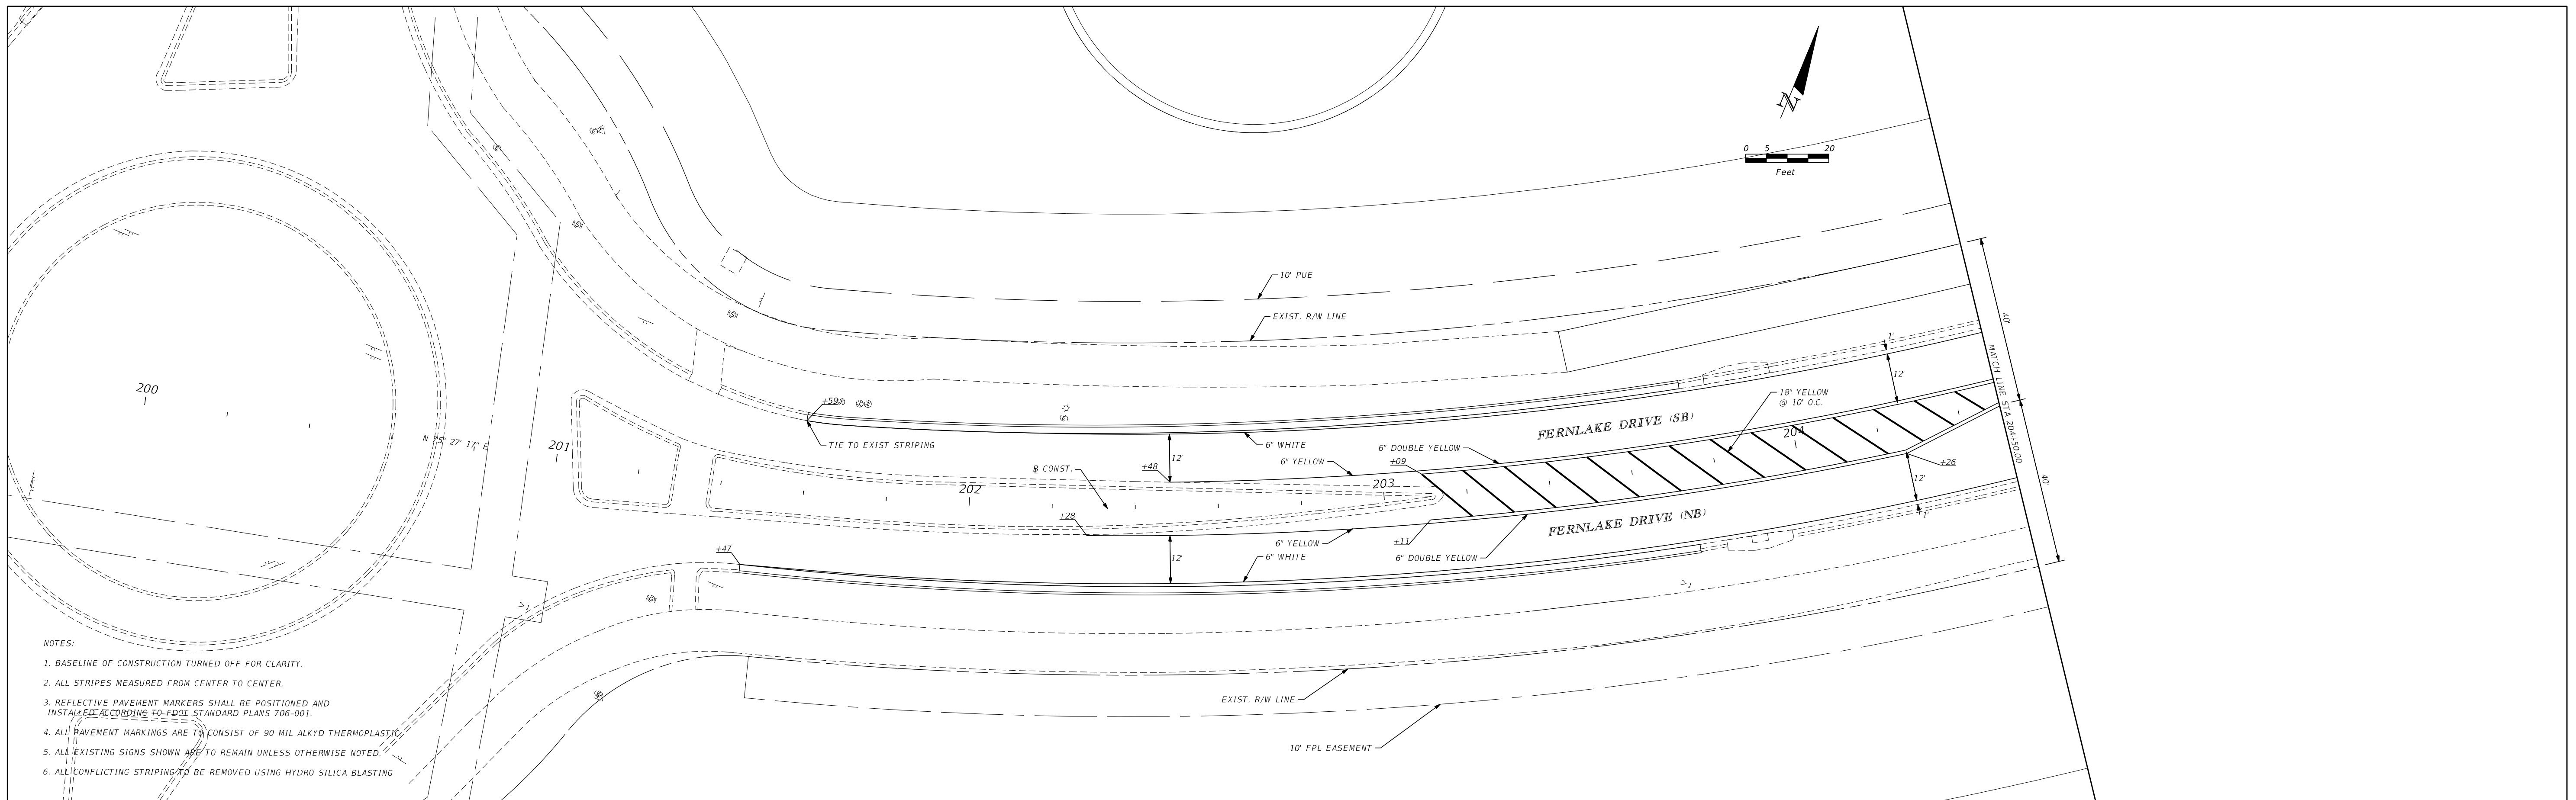 N
0 5 20
Feet
10' PUE
EXIST. R/W LINE
40'
1'
12'
MATCH LINE STA 204+50.00
200
N 75° 27' 17" E
201
+59
TIE TO EXIST STRIPING
6" WHITE
FERNLAKE DRIVE (SB)
18" YELLOW
@ 10' O.C.
204
6" DOUBLE YELLOW
6" YELLOW
+09
12'
+48
B CONST.
202
203
+26
12'
40'
1'
+28
FERNLAKE DRIVE (NB)
+11
6" YELLOW
6" DOUBLE YELLOW
+47
12'
6" WHITE
EXIST. R/W LINE
10' FPL EASEMENT
NOTES:
1. BASELINE OF CONSTRUCTION TURNED OFF FOR CLARITY.
2. ALL STRIPES MEASURED FROM CENTER TO CENTER.
3. REFLECTIVE PAVEMENT MARKERS SHALL BE POSITIONED AND
INSTALLED ACCORDING TO FDOT STANDARD PLANS 706-001.
4. ALL PAVEMENT MARKINGS ARE TO CONSIST OF 90 MIL ALKYD THERMOPLASTIC
5. ALL EXISTING SIGNS SHOWN ARE TO REMAIN UNLESS OTHERWISE NOTED.
6. ALL CONFLICTING STRIPING TO BE REMOVED USING HYDRO SILICA BLASTING